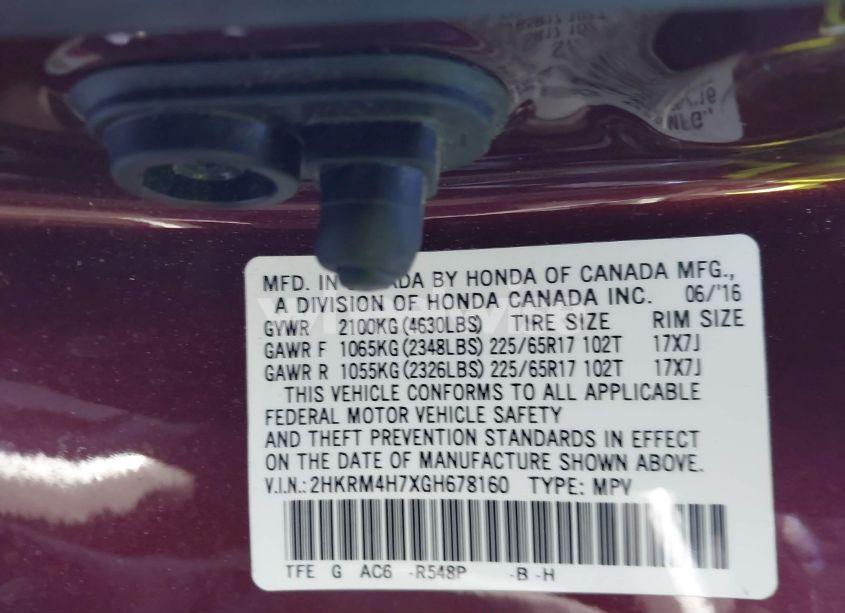 MFD. IN CANADA BY HONDA OF CANADA MFG.,
A DIVISION OF HONDA CANADA INC. 06/'16
GVWR 2100KG(4630LBS) TIRE SIZE RIM SIZE
GAWR F 1065KG(2348LBS) 225/65R17 102T 17X7J
GAWR R 1055KG(2326LBS) 225/65R17 102T 17X7J
THIS VEHICLE CONFORMS TO ALL APPLICABLE
FEDERAL MOTOR VEHICLE SAFETY
AND THEFT PREVENTION STANDARDS IN EFFECT
ON THE DATE OF MANUFACTURE SHOWN ABOVE.
V.I.N.: 2HKRM4H7XGH678160 TYPE: MPV
TFE G AC6 -R548P -B -H